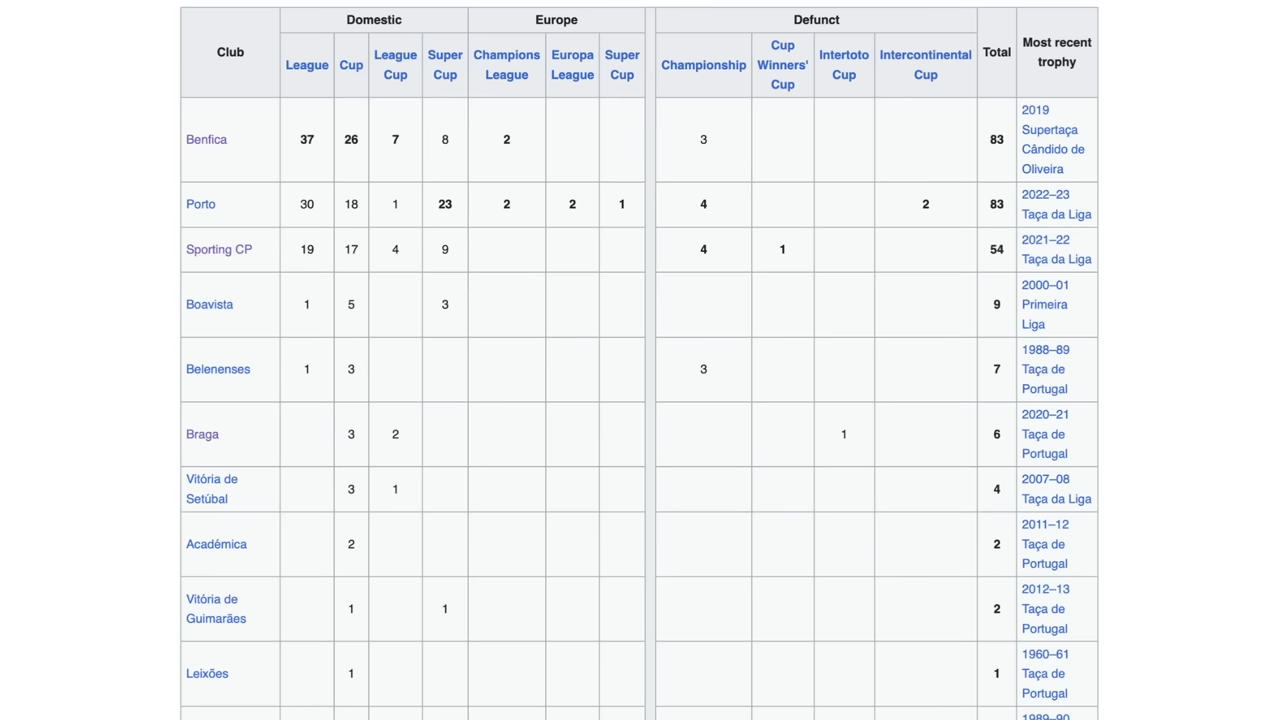 Club Domestic Europe Defunct Total Most recent trophy
League Cup League Cup Super Cup Champions League Europa League Super Cup Championship Cup Winners' Cup Intertoto Cup Intercontinental Cup
Benfica 37 26 7 8 2 3 83 2019 Supertaça Cândido de Oliveira
Porto 30 18 1 23 2 2 1 4 2 83 2022–23 Taça da Liga
Sporting CP 19 17 4 9 4 1 54 2021–22 Taça da Liga
Boavista 1 5 3 9 2000–01 Primeira Liga
Belenenses 1 3 3 7 1988–89 Taça de Portugal
Braga 3 2 1 6 2020–21 Taça de Portugal
Vitória de Setúbal 3 1 4 2007–08 Taça da Liga
Académica 2 2 2011–12 Taça de Portugal
Vitória de Guimarães 1 1 2 2012–13 Taça de Portugal
Leixões 1 1 1960–61 Taça de Portugal
1989–90